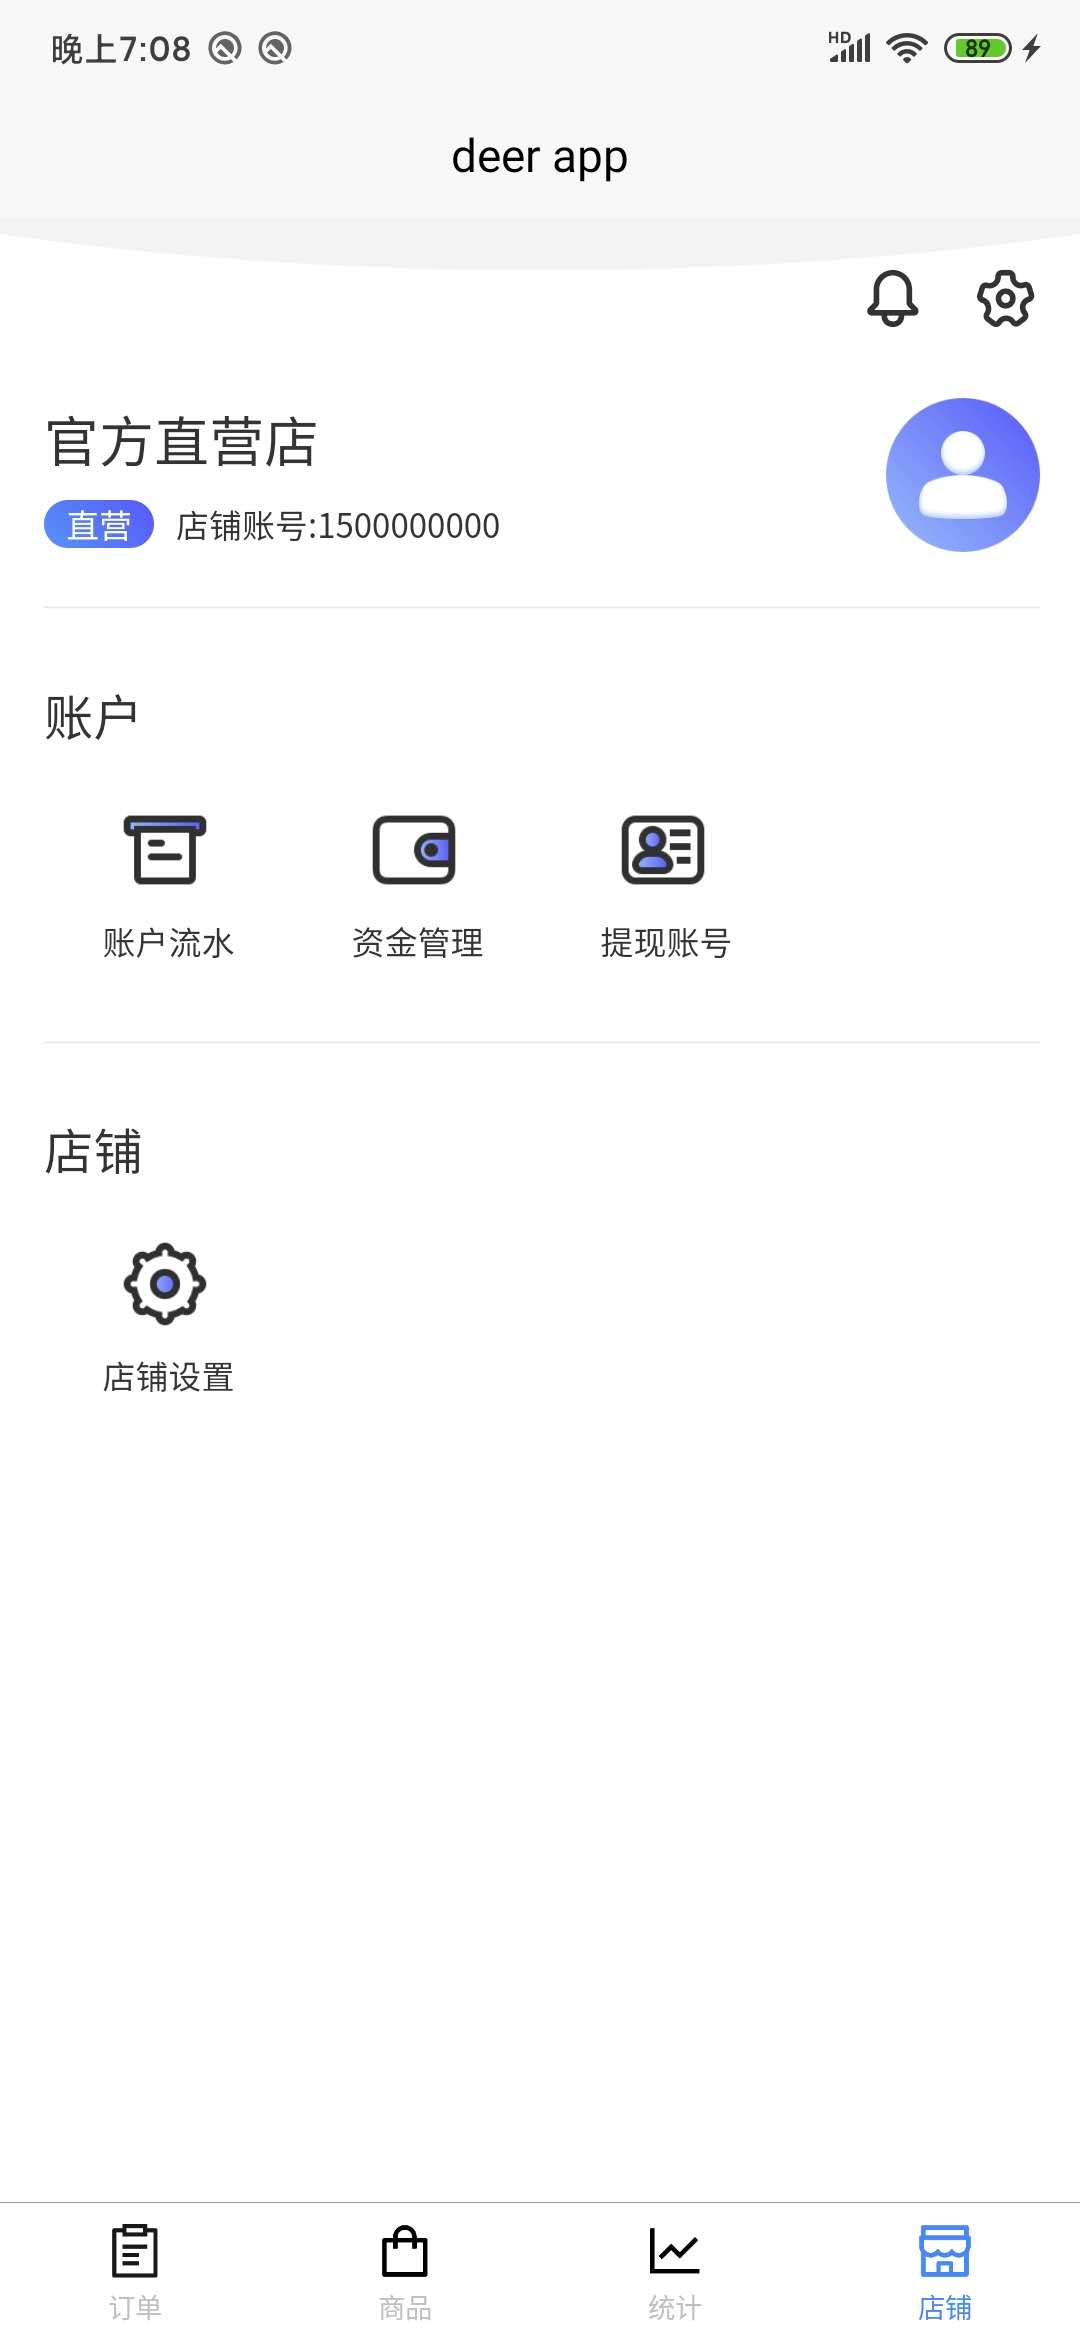 晚上7:08 HD 89
deer app
官方直营店
直营 店铺账号:1500000000
账户
账户流水 资金管理 提现账号
店铺
店铺设置
订单 商品 统计 店铺